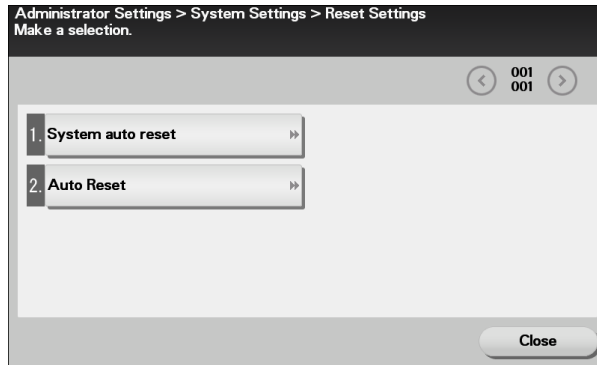 Administrator Settings > System Settings > Reset Settings
Make a selection.
001
001
1. System auto reset
2. Auto Reset
Close